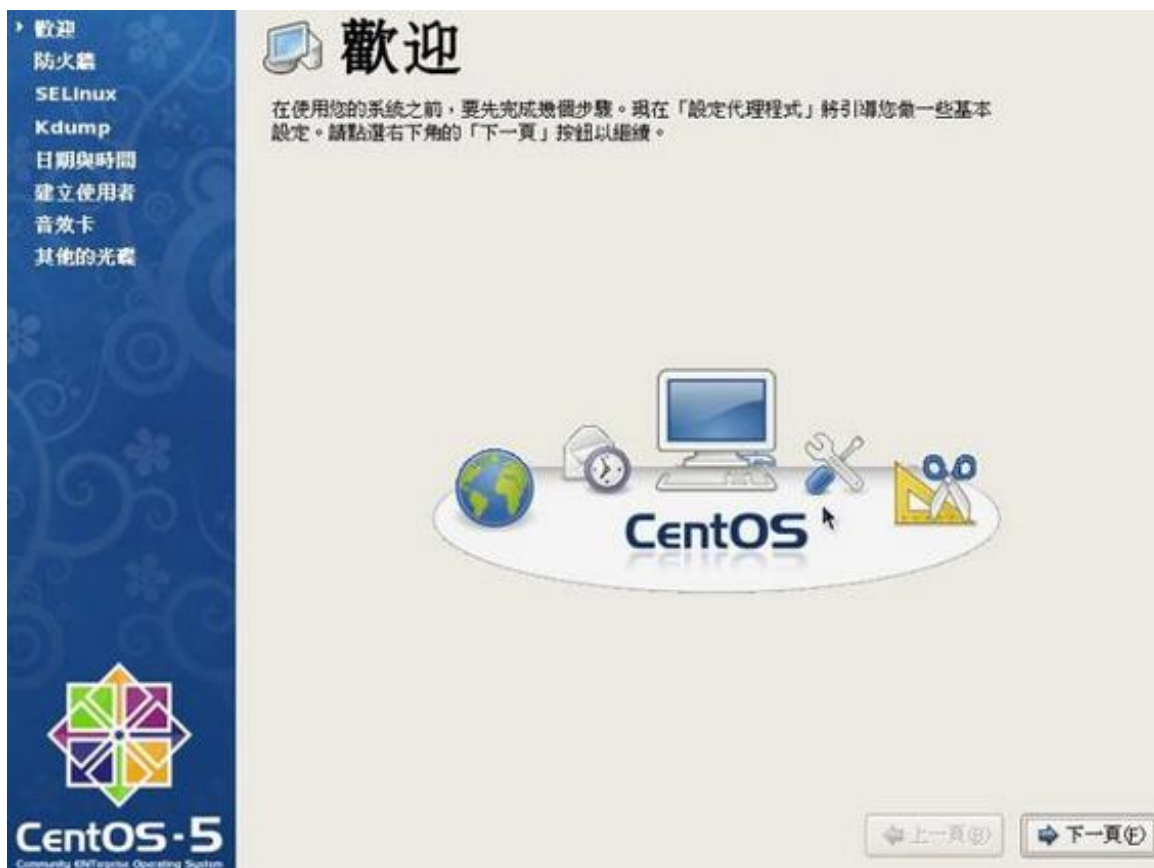 歡迎
防火牆
SELinux
Kdump
日期與時間
建立使用者
音效卡
其他的光碟
歡迎
在使用您的系統之前，要先完成幾個步驟。現在「設定代理程式」將引導您做一些基本
設定。請點選右下角的「下一頁」按鈕以繼續。
CentOS
CentOS-5
Community ENTerprise Operating System
上一頁(B)
下一頁(F)